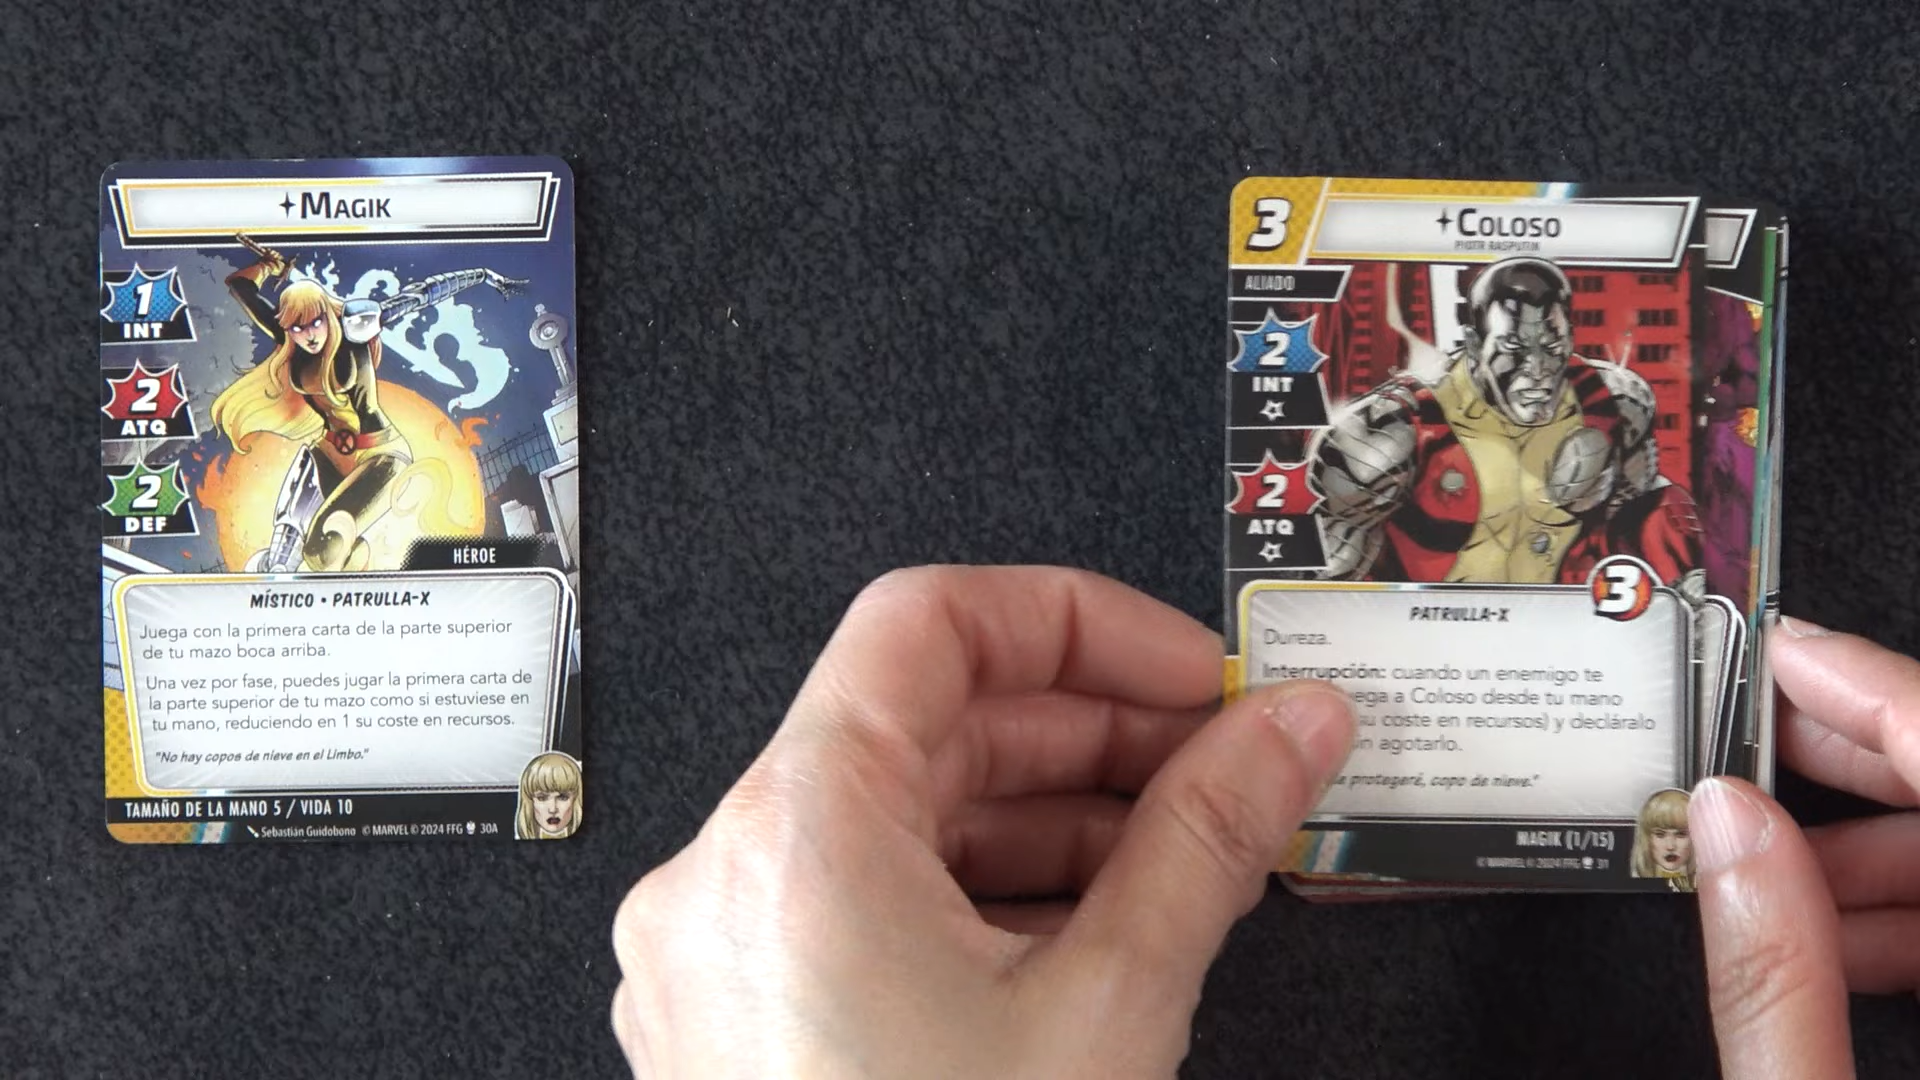 Magik
1
INT
2
ATQ
2
DEF
HÉROE
MÍSTICO • PATRULLA-X
Juega con la primera carta de la parte superior
de tu mazo boca arriba.
Una vez por fase, puedes jugar la primera carta de
la parte superior de tu mazo como si estuviese en
tu mano, reduciendo en 1 su coste en recursos.
"No hay copos de nieve en el Limbo."
TAMAÑO DE LA MANO 5 / VIDA 10
Sebastián Guidobono © MARVEL © 2024 FFG 30A
3
Coloso
PIOTR RASPUTIN
ALIADO
2
INT
2
ATQ
3
PATRULLA-X
Dureza.
Interrupción: cuando un enemigo te
a Coloso desde tu mano
su coste en recursos) y decláralo
agotarlo.
protegeré, copo de nieve."
MAGIK (1/15)
© MARVEL © 2024 FFG 31